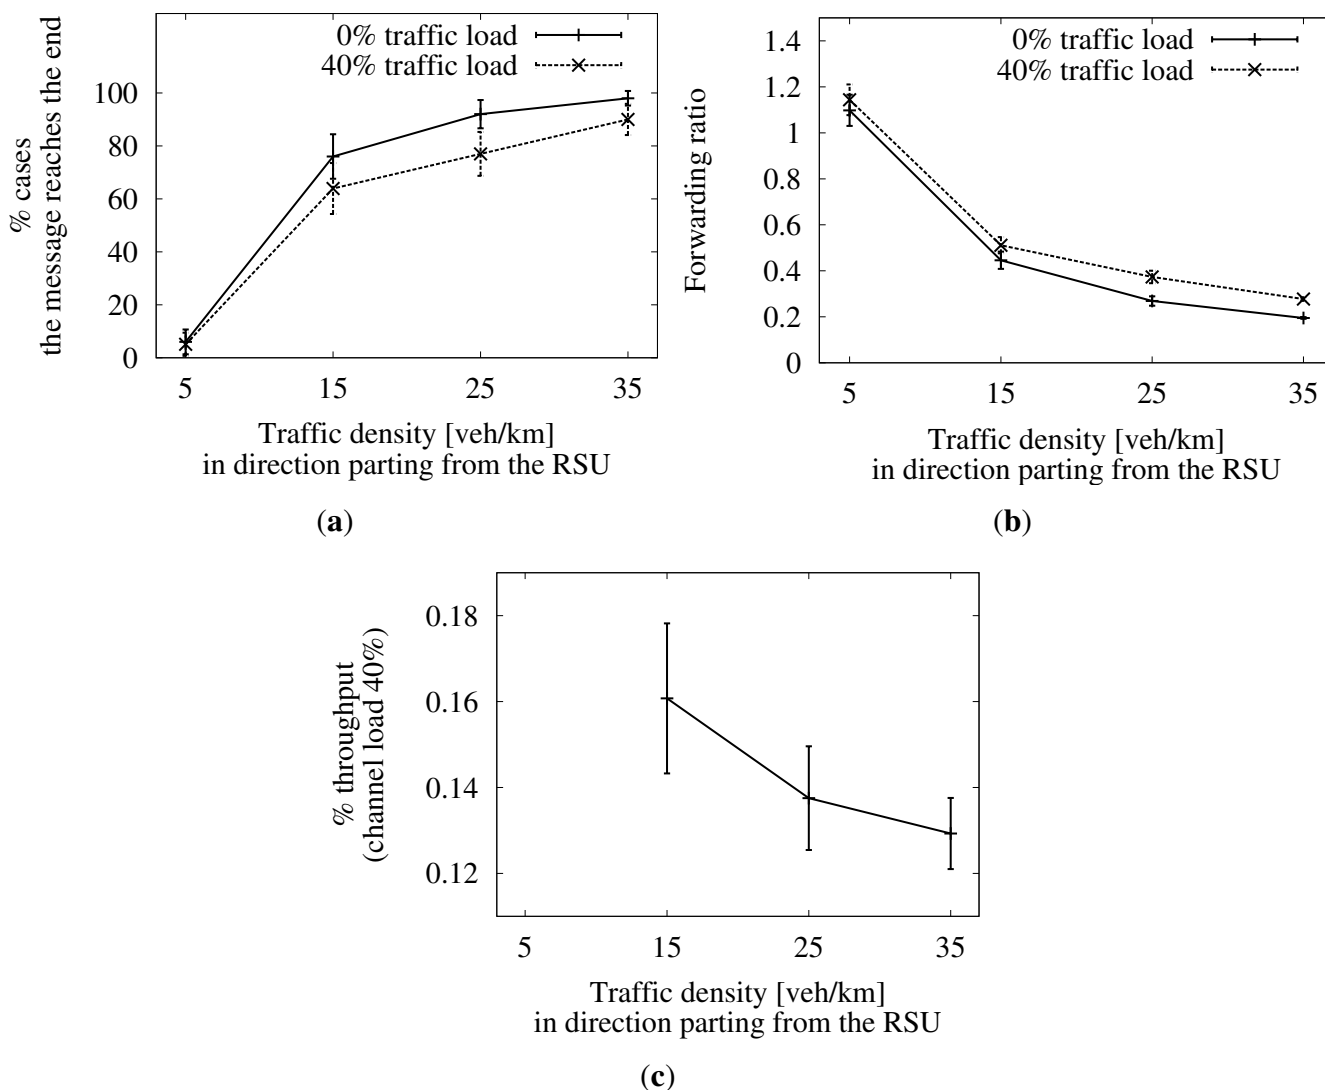 % cases
the message reaches the end
0% traffic load
40% traffic load
100
80
60
40
20
0
5 15 25 35
Traffic density [veh/km]
in direction parting from the RSU
(a)
Forwarding ratio
0% traffic load
40% traffic load
1.4
1.2
1
0.8
0.6
0.4
0.2
0
5 15 25 35
Traffic density [veh/km]
in direction parting from the RSU
(b)
% throughput
(channel load 40%)
0.18
0.16
0.14
0.12
5 15 25 35
Traffic density [veh/km]
in direction parting from the RSU
(c)